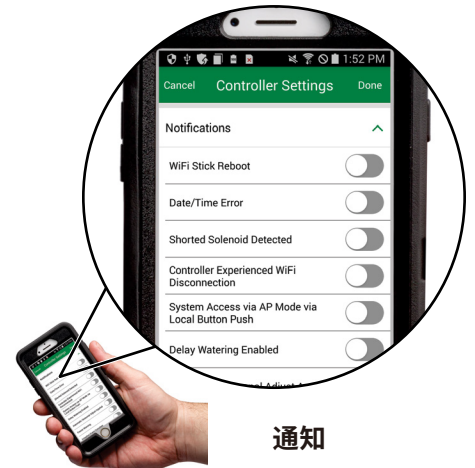 1:52 PM
Cancel Controller Settings Done
Notifications
WiFi Stick Reboot
Date/Time Error
Shorted Solenoid Detected
Controller Experienced WiFi
Disconnection
System Access via AP Mode via
Local Button Push
Delay Watering Enabled
Adjust
通知